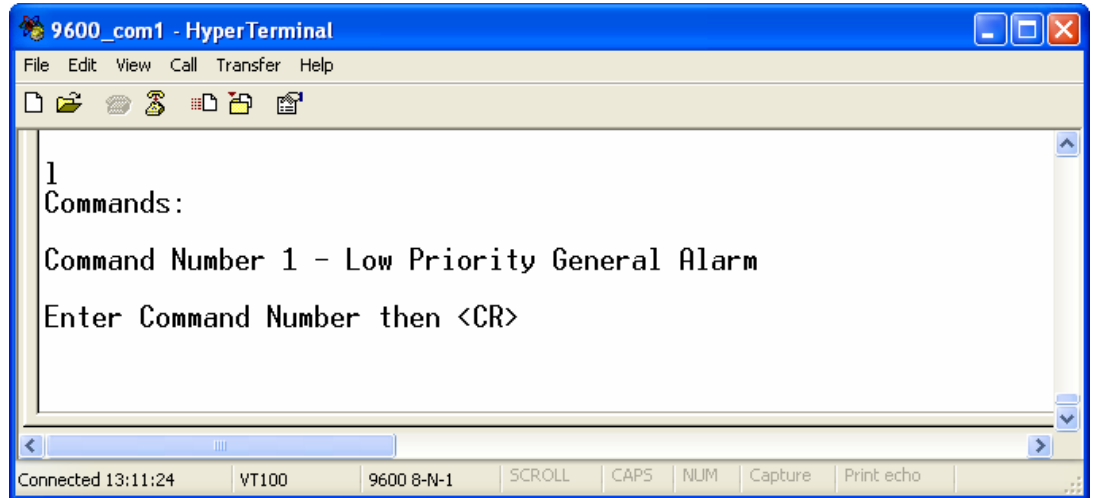 9600_com1 - HyperTerminal
File Edit View Call Transfer Help
l
Commands:
Command Number 1 - Low Priority General Alarm
Enter Command Number then <CR>
Connected 13:11:24 VT100 9600 8-N-1 SCROLL CAPS NUM Capture Print echo